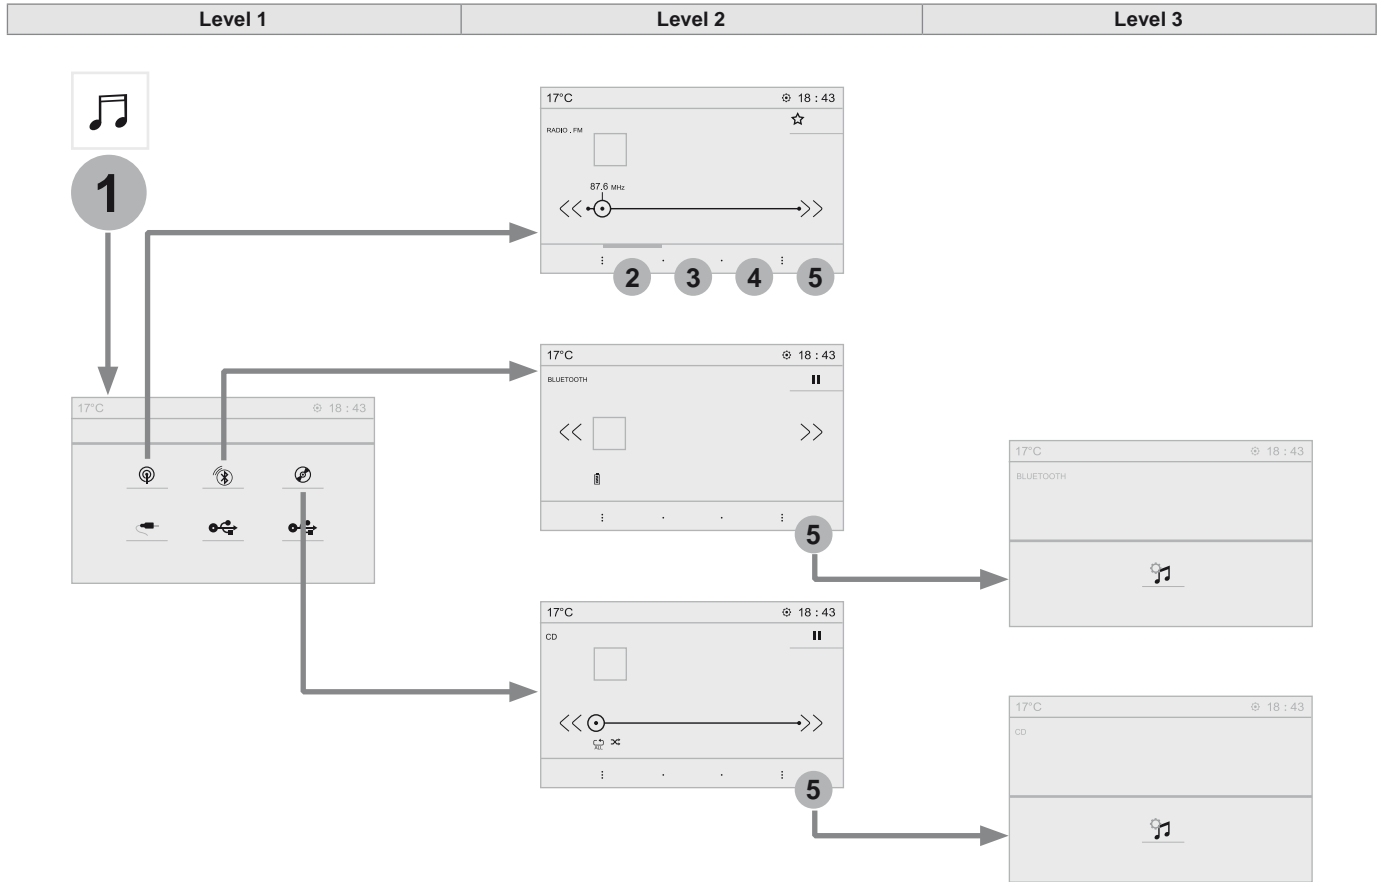 Level 1
Level 2
Level 3
1
17°C
18 : 43
17°C
18 : 43
RADIO , FM
87.6 MHz
2
3
4
5
17°C
18 : 43
BLUETOOTH
5
17°C
18 : 43
CD
ALL
5
17°C
18 : 43
BLUETOOTH
17°C
18 : 43
CD